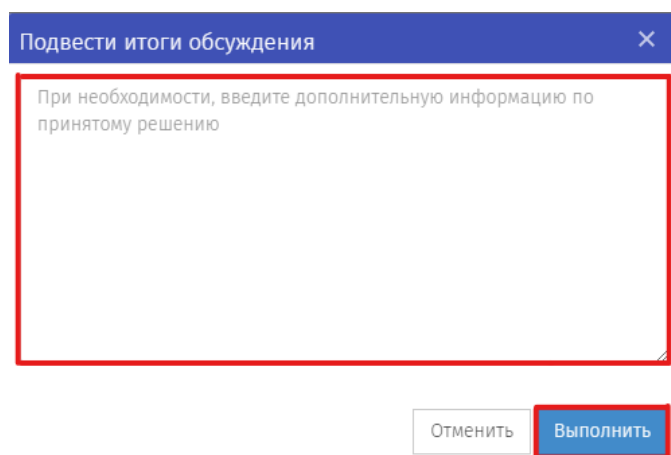 Подвести итоги обсуждения
При необходимости, введите дополнительную информацию по
принятому решению
Отменить
Выполнить